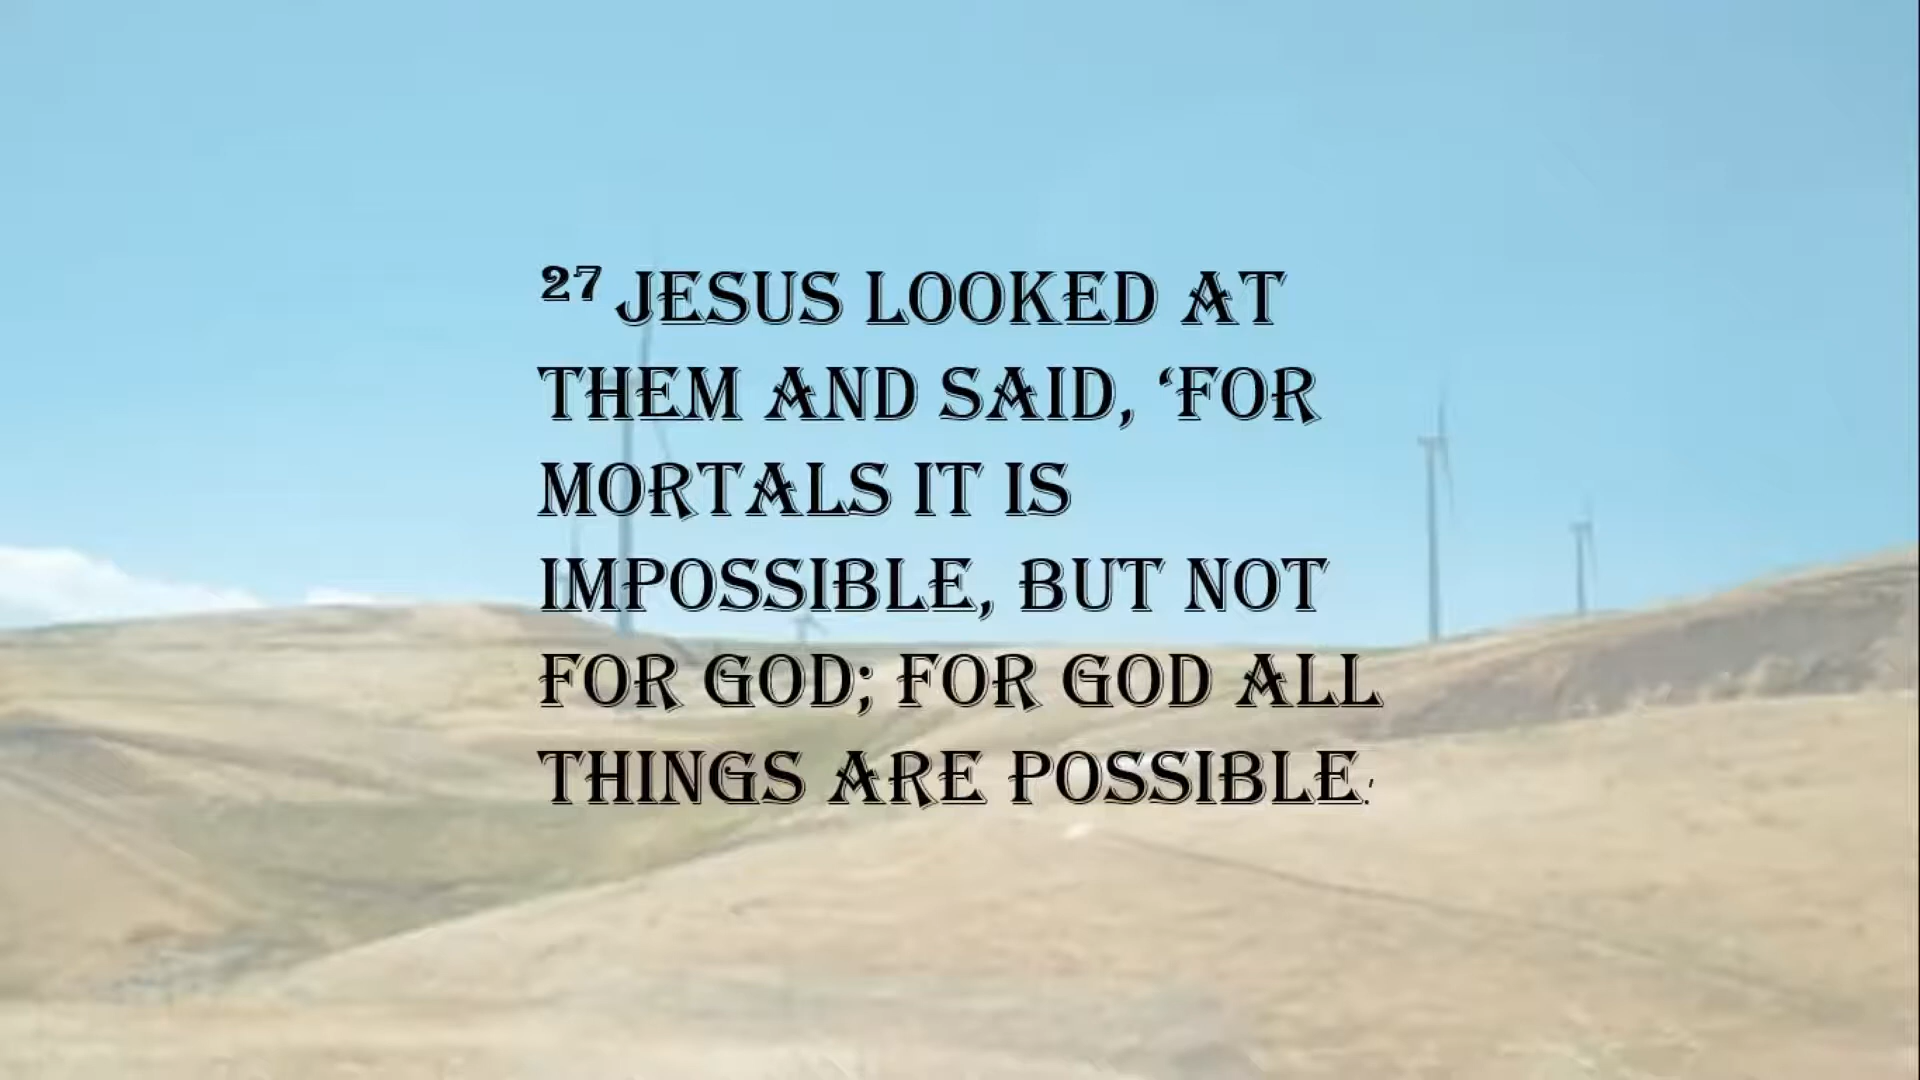 ²⁷ JESUS LOOKED AT
THEM AND SAID, ‘FOR
MORTALS IT IS
IMPOSSIBLE, BUT NOT
FOR GOD; FOR GOD ALL
THINGS ARE POSSIBLE.’